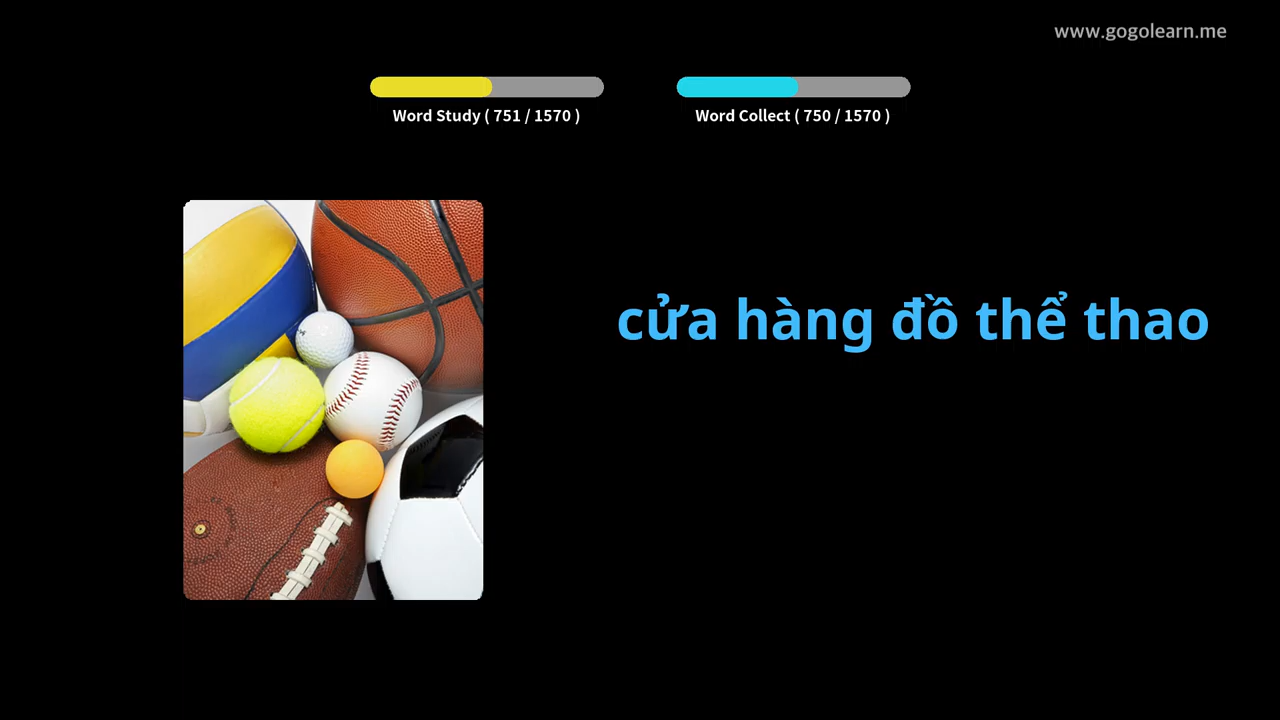 www.gogolearn.me
Word Study ( 751 / 1570 )
Word Collect ( 750 / 1570 )
cửa hàng đồ thể thao